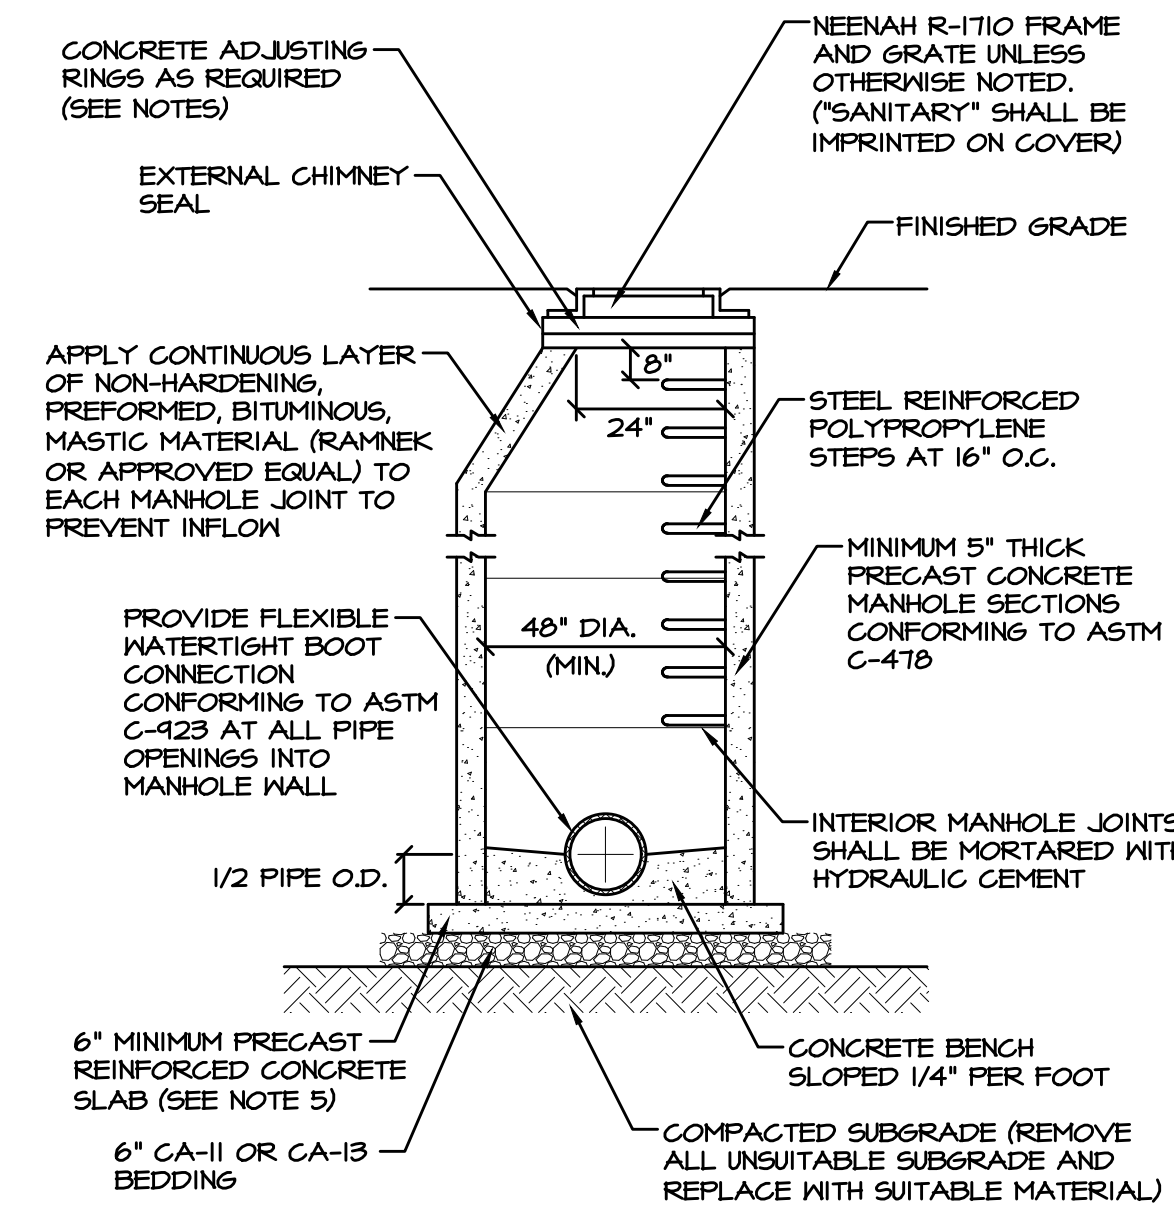 CONCRETE ADJUSTING
RINGS AS REQUIRED
(SEE NOTES)
NEENAH R-1710 FRAME
AND GRATE UNLESS
OTHERWISE NOTED.
("SANITARY" SHALL BE
IMPRINTED ON COVER)
EXTERNAL CHIMNEY
SEAL
FINISHED GRADE
APPLY CONTINUOUS LAYER
OF NON-HARDENING,
PREFORMED, BITUMINOUS,
MASTIC MATERIAL (RAMNEK
OR APPROVED EQUAL) TO
EACH MANHOLE JOINT TO
PREVENT INFLOW
8"
24"
STEEL REINFORCED
POLYPROPYLENE
STEPS AT 16" O.C.
MINIMUM 5" THICK
PRECAST CONCRETE
MANHOLE SECTIONS
CONFORMING TO ASTM
C-478
PROVIDE FLEXIBLE
WATERTIGHT BOOT
CONNECTION
CONFORMING TO ASTM
C-923 AT ALL PIPE
OPENINGS INTO
MANHOLE WALL
48" DIA.
(MIN.)
INTERIOR MANHOLE JOINTS
SHALL BE MORTARED WITH
HYDRAULIC CEMENT
1/2 PIPE O.D.
6" MINIMUM PRECAST
REINFORCED CONCRETE
SLAB (SEE NOTE 5)
6" CA-11 OR CA-13
BEDDING
CONCRETE BENCH
SLOPED 1/4" PER FOOT
COMPACTED SUBGRADE (REMOVE
ALL UNSUITABLE SUBGRADE AND
REPLACE WITH SUITABLE MATERIAL)